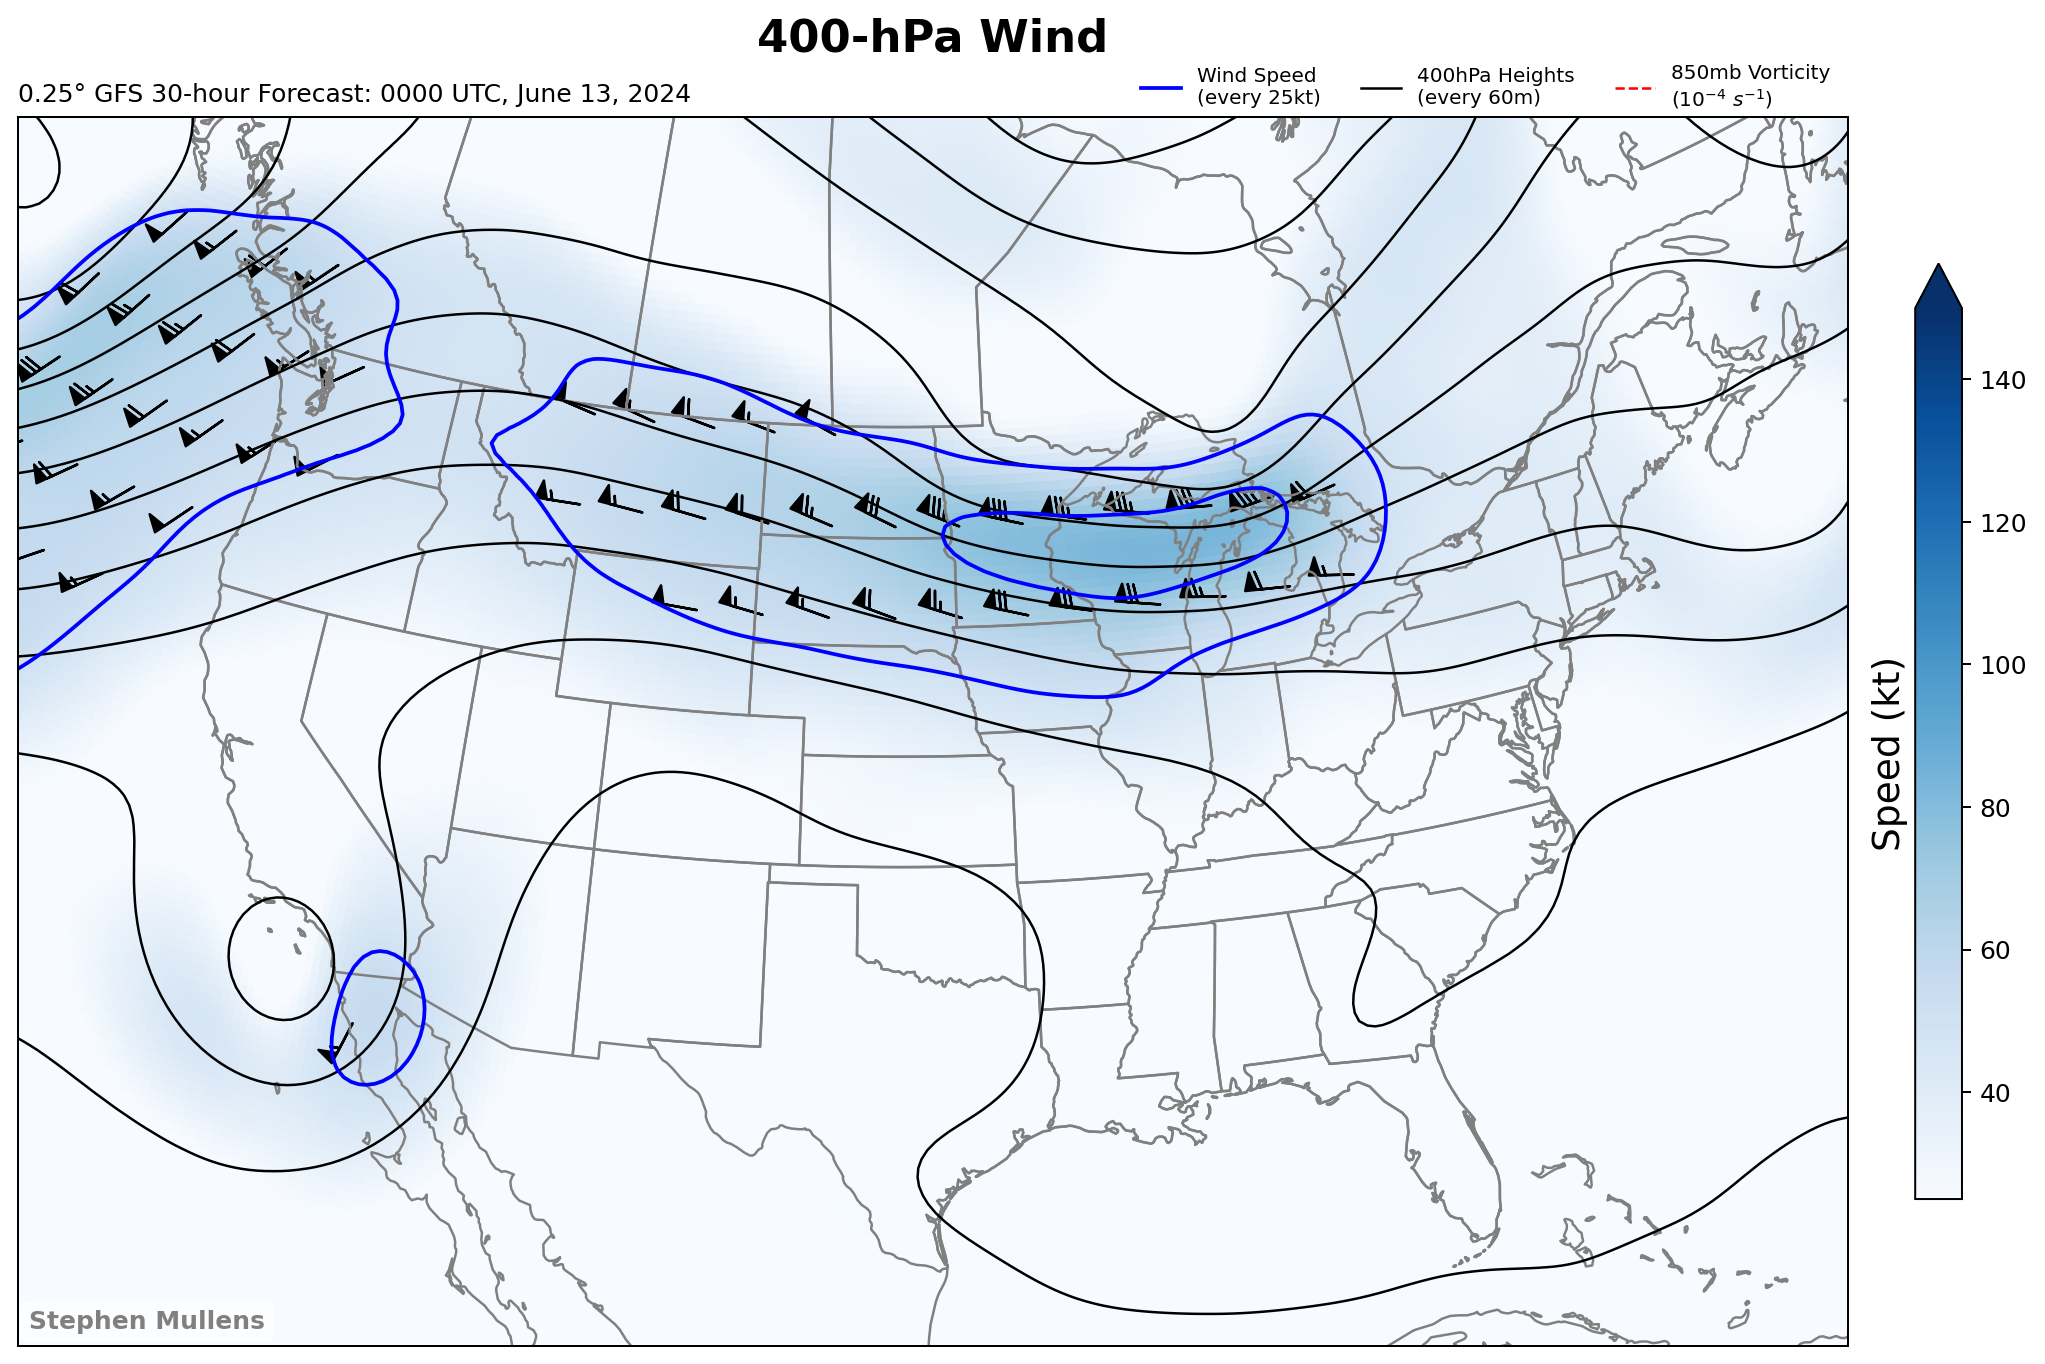 400-hPa Wind
0.25° GFS 30-hour Forecast: 0000 UTC, June 13, 2024
Wind Speed
(every 25kt)
400hPa Heights
(every 60m)
850mb Vorticity
(10⁻⁴ s⁻¹)
140
120
100
80
60
40
Speed (kt)
Stephen Mullens